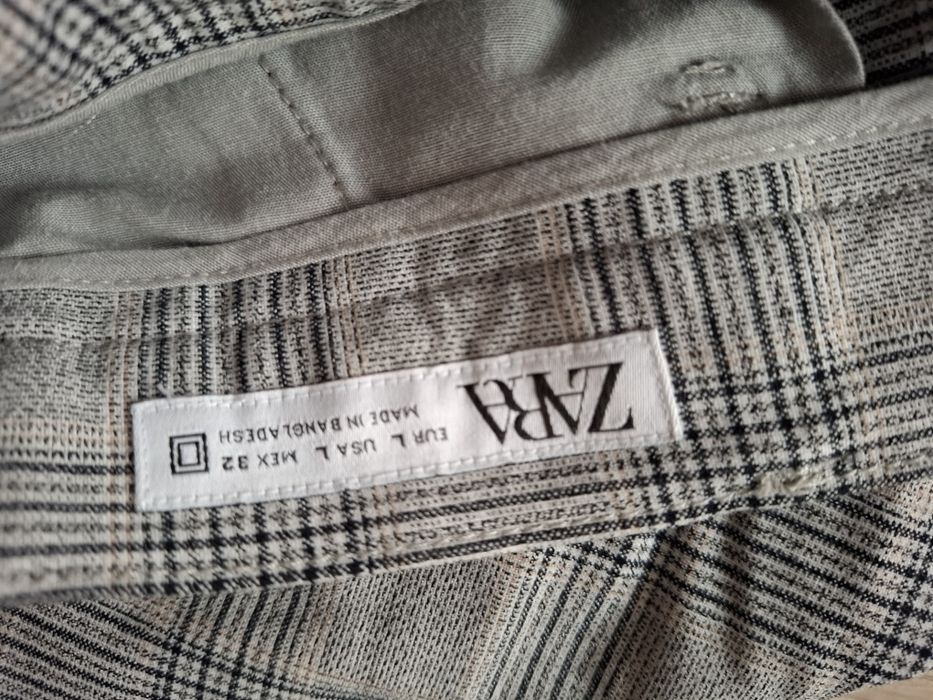 ZARA
EUR L USA L MEX 32
MADE IN BANGLADESH